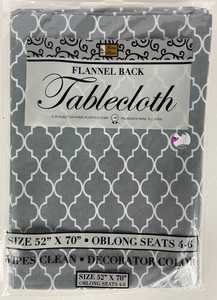 FLANNEL BACK
Tablecloth
SIZE 52" X 70" • OBLONG SEATS 4-6
WIPES CLEAN • DECORATOR COLOR
SIZE 52" X 70"
OBLONG SEATS 4-6